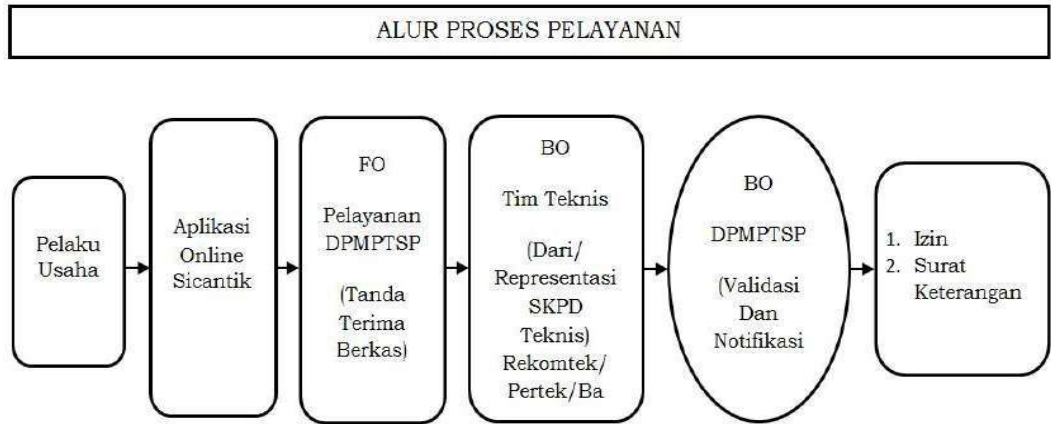 ALUR PROSES PELAYANAN
Pelaku
Usaha
Aplikasi
Online
Sicantik
FO
Pelayanan
DPMPTSP
(Tanda
Terima
Berkas)
BO
Tim Teknis
(Dari/
Representasi
SKPD
Teknis)
Rekomtek/
Pertek/Ba
BO
DPMPTSP
(Validasi
Dan
Notifikasi
1. Izin
2. Surat
Keterangan